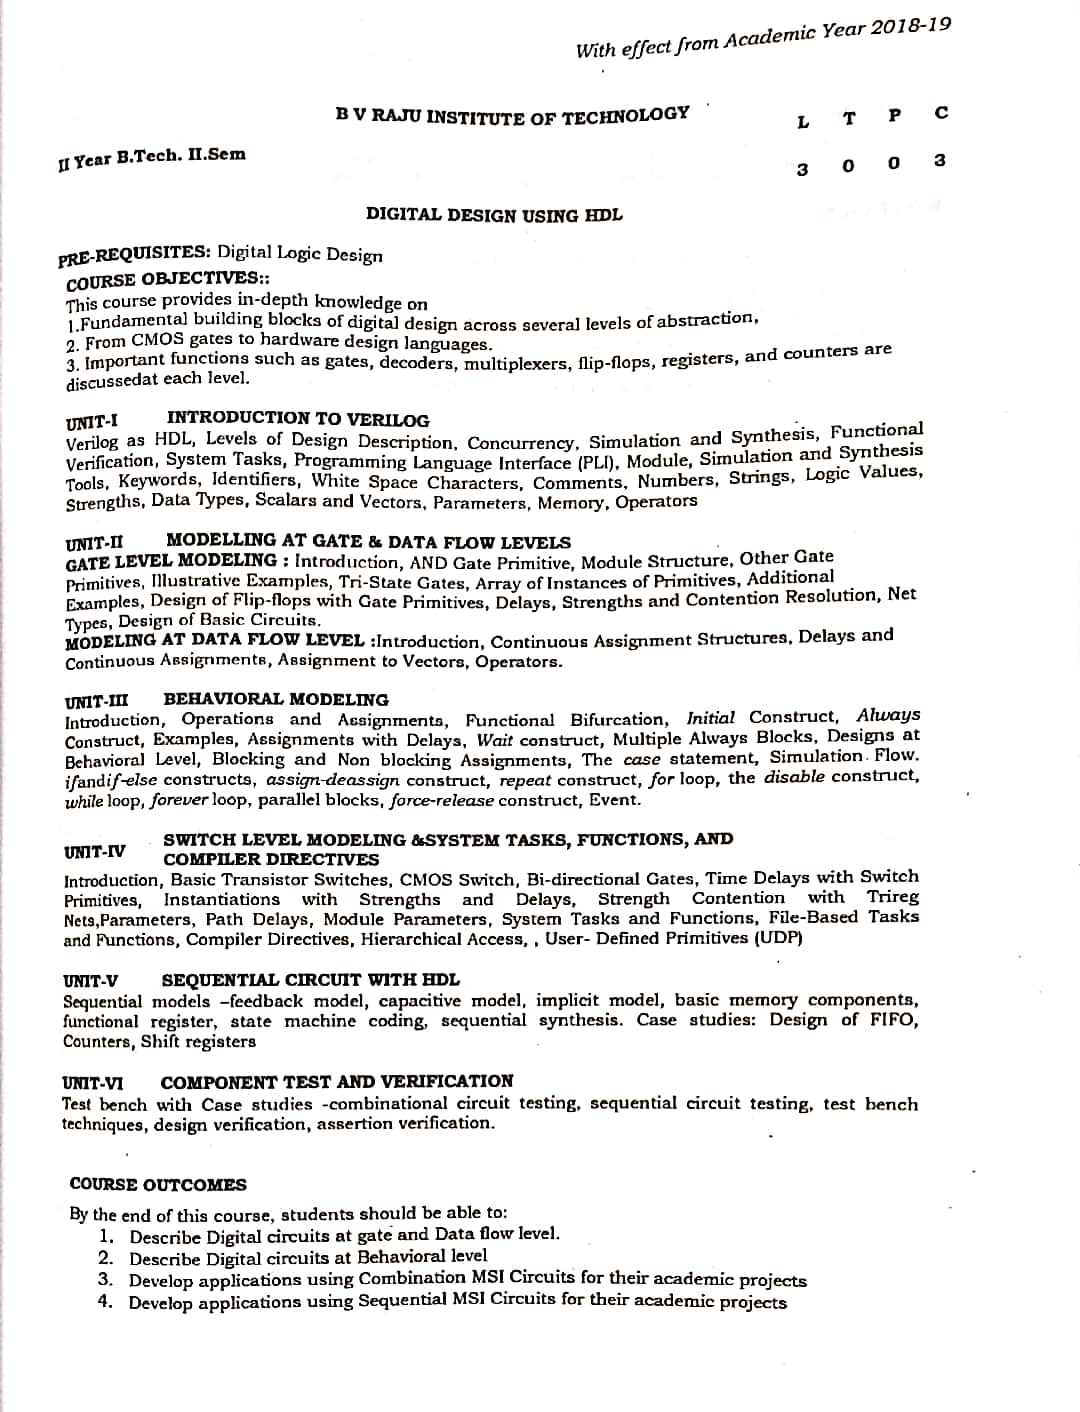 With effect from Academic Year 2018-19
B V RAJU INSTITUTE OF TECHNOLOGY
L T P C
II Year B.Tech. II.Sem
3 0 0 3
DIGITAL DESIGN USING HDL
PRE-REQUISITES: Digital Logic Design
COURSE OBJECTIVES::
This course provides in-depth knowledge on
1.Fundamental building blocks of digital design across several levels of abstraction,
2. From CMOS gates to hardware design languages.
3. Important functions such as gates, decoders, multiplexers, flip-flops, registers, and counters are
discussedat each level.
UNIT-I INTRODUCTION TO VERILOG
Verilog as HDL, Levels of Design Description, Concurrency, Simulation and Synthesis, Functional
Verification, System Tasks, Programming Language Interface (PLI), Module, Simulation and Synthesis
Tools, Keywords, Identifiers, White Space Characters, Comments, Numbers, Strings, Logic Values,
Strengths, Data Types, Scalars and Vectors, Parameters, Memory, Operators
UNIT-II MODELLING AT GATE & DATA FLOW LEVELS
GATE LEVEL MODELING : Introduction, AND Gate Primitive, Module Structure, Other Gate
Primitives, Illustrative Examples, Tri-State Gates, Array of Instances of Primitives, Additional
Examples, Design of Flip-flops with Gate Primitives, Delays, Strengths and Contention Resolution, Net
Types, Design of Basic Circuits.
MODELING AT DATA FLOW LEVEL :Introduction, Continuous Assignment Structures, Delays and
Continuous Assignments, Assignment to Vectors, Operators.
UNIT-III BEHAVIORAL MODELING
Introduction, Operations and Assignments, Functional Bifurcation, Initial Construct, Always
Construct, Examples, Assignments with Delays, Wait construct, Multiple Always Blocks, Designs at
Behavioral Level, Blocking and Non blocking Assignments, The case statement, Simulation Flow.
ifandif-else constructs, assign-deassign construct, repeat construct, for loop, the disable construct,
while loop, forever loop, parallel blocks, force-release construct, Event.
UNIT-IV SWITCH LEVEL MODELING &SYSTEM TASKS, FUNCTIONS, AND
COMPILER DIRECTIVES
Introduction, Basic Transistor Switches, CMOS Switch, Bi-directional Gates, Time Delays with Switch
Primitives, Instantiations with Strengths and Delays, Strength Contention with Trireg
Nets,Parameters, Path Delays, Module Parameters, System Tasks and Functions, File-Based Tasks
and Functions, Compiler Directives, Hierarchical Access, , User- Defined Primitives (UDP)
UNIT-V SEQUENTIAL CIRCUIT WITH HDL
Sequential models –feedback model, capacitive model, implicit model, basic memory components,
functional register, state machine coding, sequential synthesis. Case studies: Design of FIFO,
Counters, Shift registers
UNIT-VI COMPONENT TEST AND VERIFICATION
Test bench with Case studies -combinational circuit testing, sequential circuit testing, test bench
techniques, design verification, assertion verification.
COURSE OUTCOMES
By the end of this course, students should be able to:
1. Describe Digital circuits at gate and Data flow level.
2. Describe Digital circuits at Behavioral level
3. Develop applications using Combination MSI Circuits for their academic projects
4. Develop applications using Sequential MSI Circuits for their academic projects